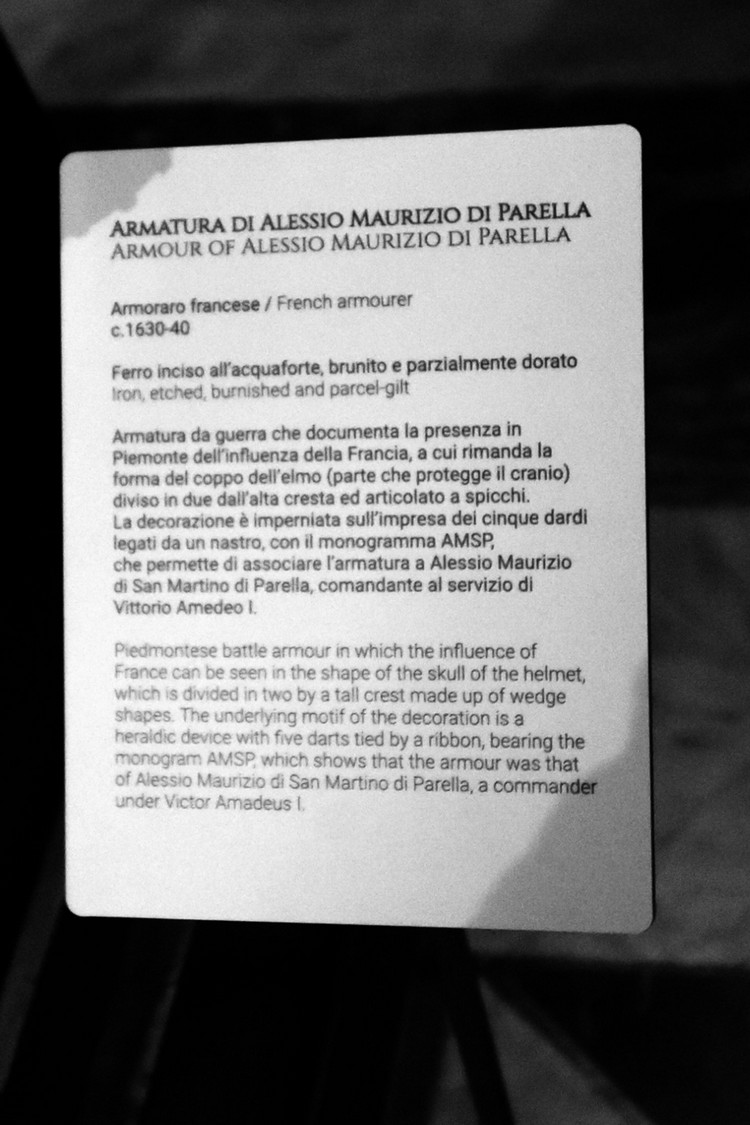 ARMATURA DI ALESSIO MAURIZIO DI PARELLA
ARMOUR OF ALESSIO MAURIZIO DI PARELLA
Armoraro francese / French armourer
c.1630-40
Ferro inciso all'acquaforte, brunito e parzialmente dorato
Iron, etched, burnished and parcel-gilt
Armatura da guerra che documenta la presenza in
Piemonte dell'influenza della Francia, a cui rimanda la
forma del coppo dell'elmo (parte che protegge il cranio)
diviso in due dall'alta cresta ed articolato a spicchi.
La decorazione è imperniata sull'impresa dei cinque dardi
legati da un nastro, con il monogramma AMSP,
che permette di associare l'armatura a Alessio Maurizio
di San Martino di Parella, comandante al servizio di
Vittorio Amedeo I.
Piedmontese battle armour in which the influence of
France can be seen in the shape of the skull of the helmet,
which is divided in two by a tall crest made up of wedge
shapes. The underlying motif of the decoration is a
heraldic device with five darts tied by a ribbon, bearing the
monogram AMSP, which shows that the armour was that
of Alessio Maurizio di San Martino di Parella, a commander
under Victor Amadeus I.